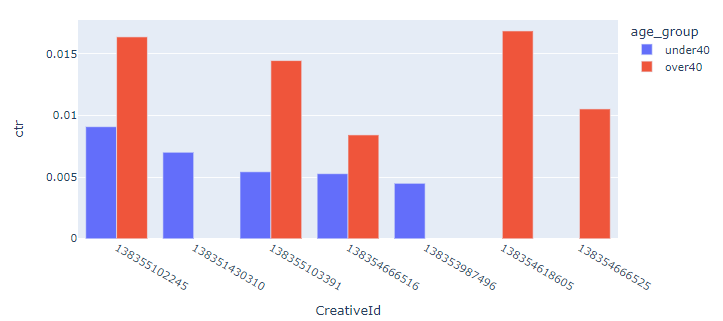 age_group
under40
over40
ctr
0.015
0.01
0.005
0
138355102245
138351430310
138355103391
138354666516
138353987496
138354618605
138354666525
CreativeId